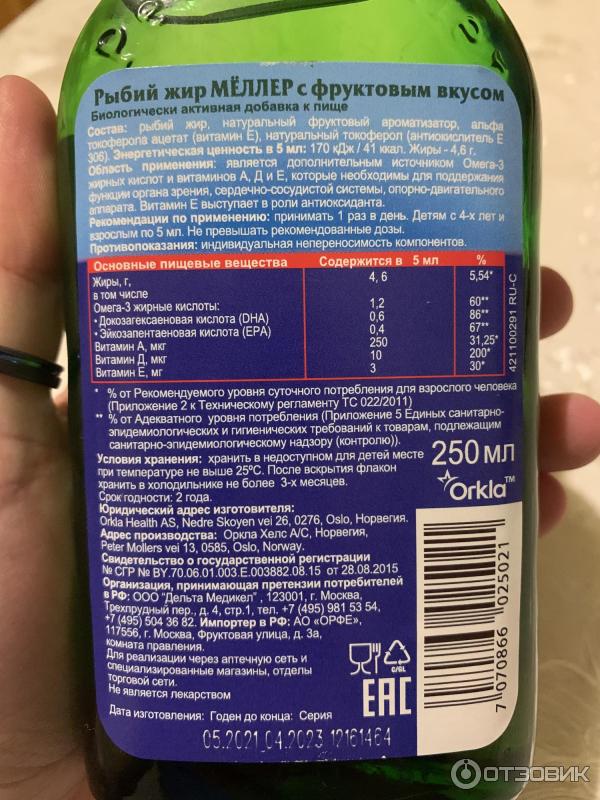 Рыбий жир МЁЛЛЕР с фруктовым вкусом
Биологически активная добавка к пище
Состав: рыбий жир, натуральный фруктовый ароматизатор, альфа
токоферола ацетат (витамин Е), натуральный токоферол (антиокислитель Е
306). Энергетическая ценность в 5 мл: 170 кДж / 41 ккал. Жиры - 4,6 г.
Область применения: является дополнительным источником Омега-3
жирных кислот и витаминов А, Д и Е, которые необходимы для поддержания
функции органа зрения, сердечно-сосудистой системы, опорно-двигательного
аппарата. Витамин Е выступает в роли антиоксиданта.
Рекомендации по применению: принимать 1 раз в день. Детям с 4-х лет и
взрослым по 5 мл. Не превышать рекомендованные дозы.
Противопоказания: индивидуальная непереносимость компонентов.
Основные пищевые вещества Содержится в 5 мл %
Жиры, г, 4, 6 5,54*
в том числе
Омега-3 жирные кислоты: 1,2 60**
• Докозагексаеновая кислота (DHA) 0,6 86**
• Эйкозапентаеновая кислота (EPA) 0,4 67**
Витамин А, мкг 250 31,25*
Витамин Д, мкг 10 200*
Витамин Е, мг 3 30*
421100291 RU-C
* % от Рекомендуемого уровня суточного потребления для взрослого человека
(Приложение 2 к Техническому регламенту ТС 022/2011)
** % от Адекватного уровня потребления (Приложение 5 Единых санитарно-
эпидемиологических и гигиенических требований к товарам, подлежащим
санитарно-эпидемиологическому надзору (контролю)).
Условия хранения: хранить в недоступном для детей месте
при температуре не выше 25ºС. После вскрытия флакон
хранить в холодильнике не более 3-х месяцев.
Срок годности: 2 года.
250 мл
Orkla™
Юридический адрес изготовителя:
Orkla Health AS, Nedre Skoyen vei 26, 0276, Oslo, Норвегия.
Адрес производства: Оркла Хелс А/С, Норвегия,
Peter Mollers vei 13, 0585, Oslo, Norway.
Свидетельство о государственной регистрации
№ СГР № BY.70.06.01.003.Е.003882.08.15 от 28.08.2015
Организация, принимающая претензии потребителей
в РФ: ООО "Дельта Медикел" , 123001, г. Москва,
Трехпрудный пер., д. 4, стр.1, тел. +7 (495) 981 53 54,
+7 (495) 504 36 82. Импортер в РФ: АО «ОРФЕ»,
117556, г. Москва, Фруктовая улица, д. 3а,
комната правления.
Для реализации через аптечную сеть и
специализированные магазины, отделы
торговой сети.
Не является лекарством
C/GL
EAC
7 070866 025021
Дата изготовления: Годен до конца: Серия
05.2021 04.2023 12161464
ОТЗОВИК